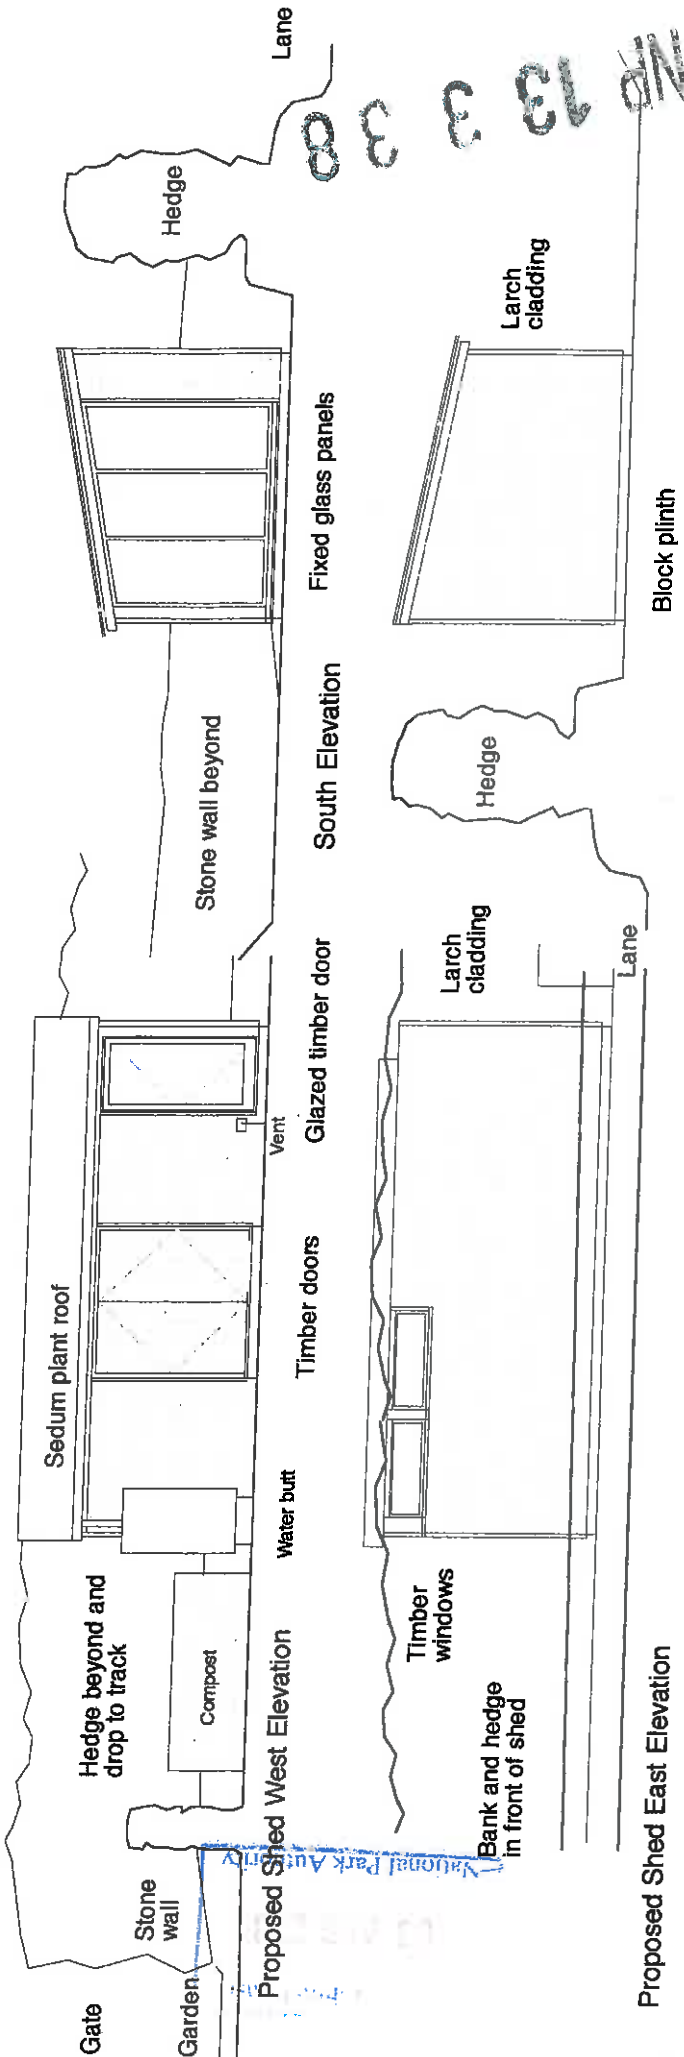 Gate
Garden
Stone
wall
Hedge beyond and
drop to track
Compost
Sedum plant roof
Water butt
Timber doors
Vent
Glazed timber door
Proposed Shed West Elevation
Stone wall beyond
South Elevation
Fixed glass panels
Hedge
Lane
Bank and hedge
in front of shed
Timber
windows
Larch
cladding
Lane
Proposed Shed East Elevation
Hedge
Block plinth
Larch
cladding
NP 13 3 3 8
National Park Authority